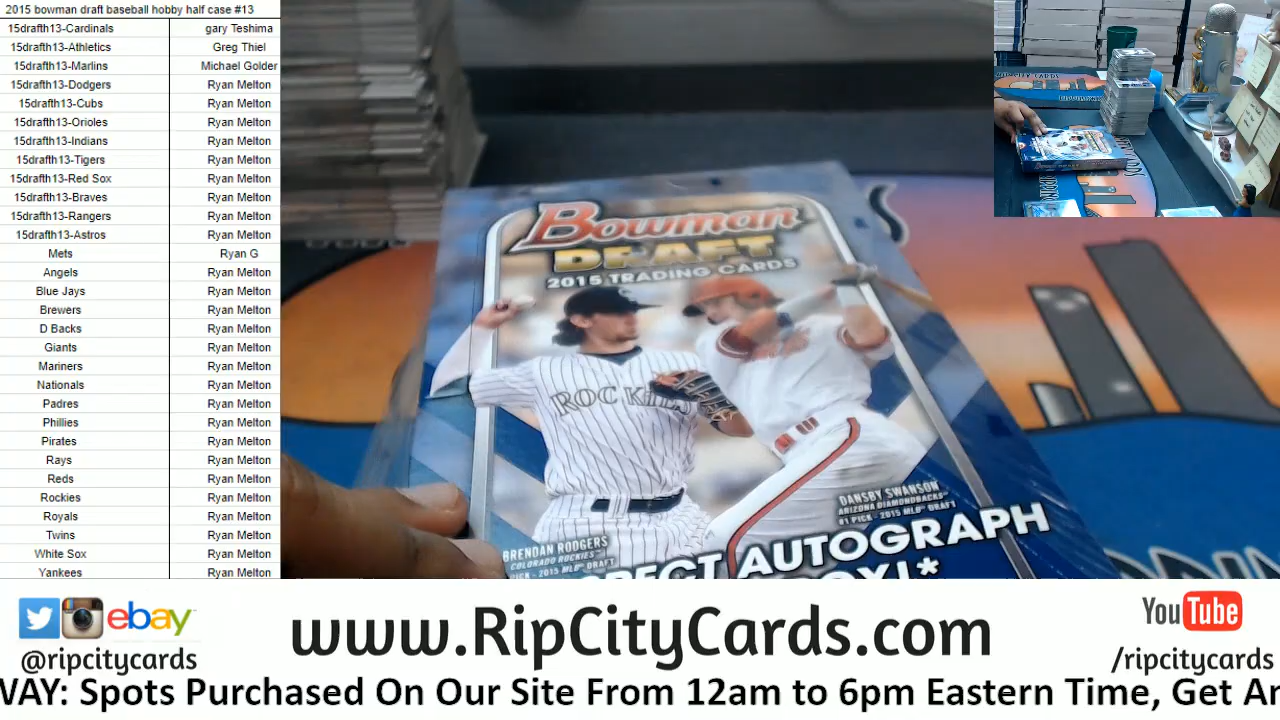 2015 bowman draft baseball hobby half case #13
15drafth13-Cardinals gary Teshima
15drafth13-Athletics Greg Thiel
15drafth13-Marlins Michael Golder
15drafth13-Dodgers Ryan Melton
15drafth13-Cubs Ryan Melton
15drafth13-Orioles Ryan Melton
15drafth13-Indians Ryan Melton
15drafth13-Tigers Ryan Melton
15drafth13-Red Sox Ryan Melton
15drafth13-Braves Ryan Melton
15drafth13-Rangers Ryan Melton
15drafth13-Astros Ryan Melton
Mets Ryan G
Angels Ryan Melton
Blue Jays Ryan Melton
Brewers Ryan Melton
D Backs Ryan Melton
Giants Ryan Melton
Mariners Ryan Melton
Nationals Ryan Melton
Padres Ryan Melton
Phillies Ryan Melton
Pirates Ryan Melton
Rays Ryan Melton
Reds Ryan Melton
Rockies Ryan Melton
Royals Ryan Melton
Twins Ryan Melton
White Sox Ryan Melton
Yankees Ryan Melton
Bowman
DRAFT
2015 TRADING CARDS
ROCKIES
DANSBY SWANSON
ARIZONA DIAMONDBACKS
#1 PICK - 2015 MLB DRAFT
BRENDAN RODGERS
COLORADO ROCKIES
PICK - 2015 MLB DRAFT
AUTOGRAPH
ebay
@ripcitycards
www.RipCityCards.com
YouTube
/ripcitycards
WAY: Spots Purchased On Our Site From 12am to 6pm Eastern Time, Get